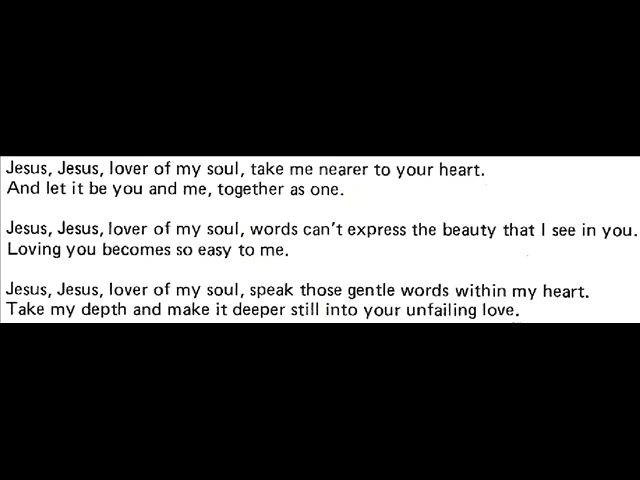 Jesus, Jesus, lover of my soul, take me nearer to your heart.
And let it be you and me, together as one.
Jesus, Jesus, lover of my soul, words can't express the beauty that I see in you.
Loving you becomes so easy to me.
Jesus, Jesus, lover of my soul, speak those gentle words within my heart.
Take my depth and make it deeper still into your unfailing love.